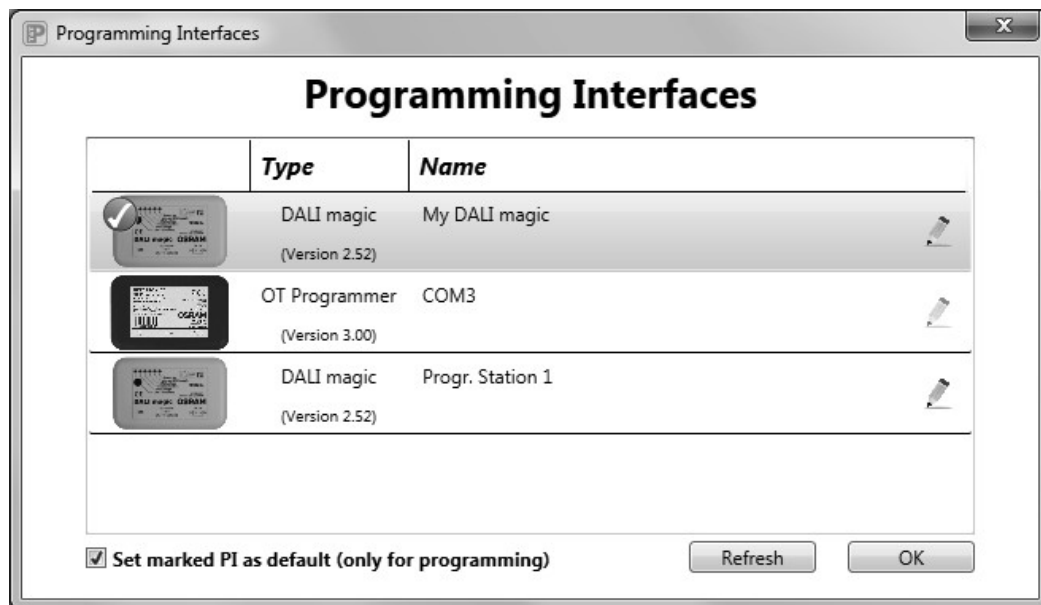 Programming Interfaces
Programming Interfaces
Type Name
DALI magic My DALI magic
(Version 2.52)
OT Programmer COM3
(Version 3.00)
DALI magic Progr. Station 1
(Version 2.52)
Set marked PI as default (only for programming) Refresh OK